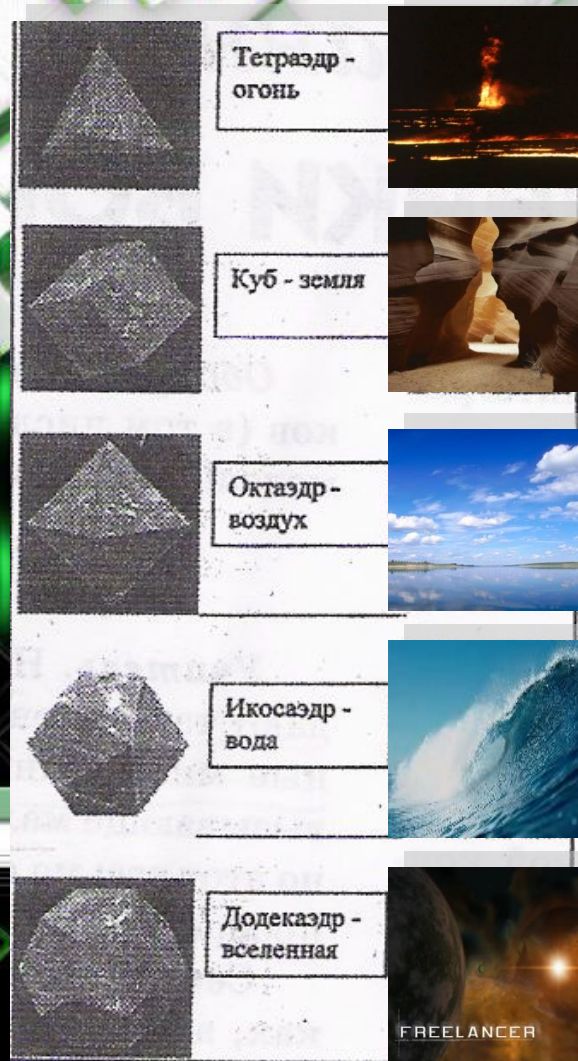 Тетраэдр -
огонь
Куб - земля
Октаэдр -
воздух
Икосаэдр -
вода
Додекаэдр -
вселенная
FREELANCER